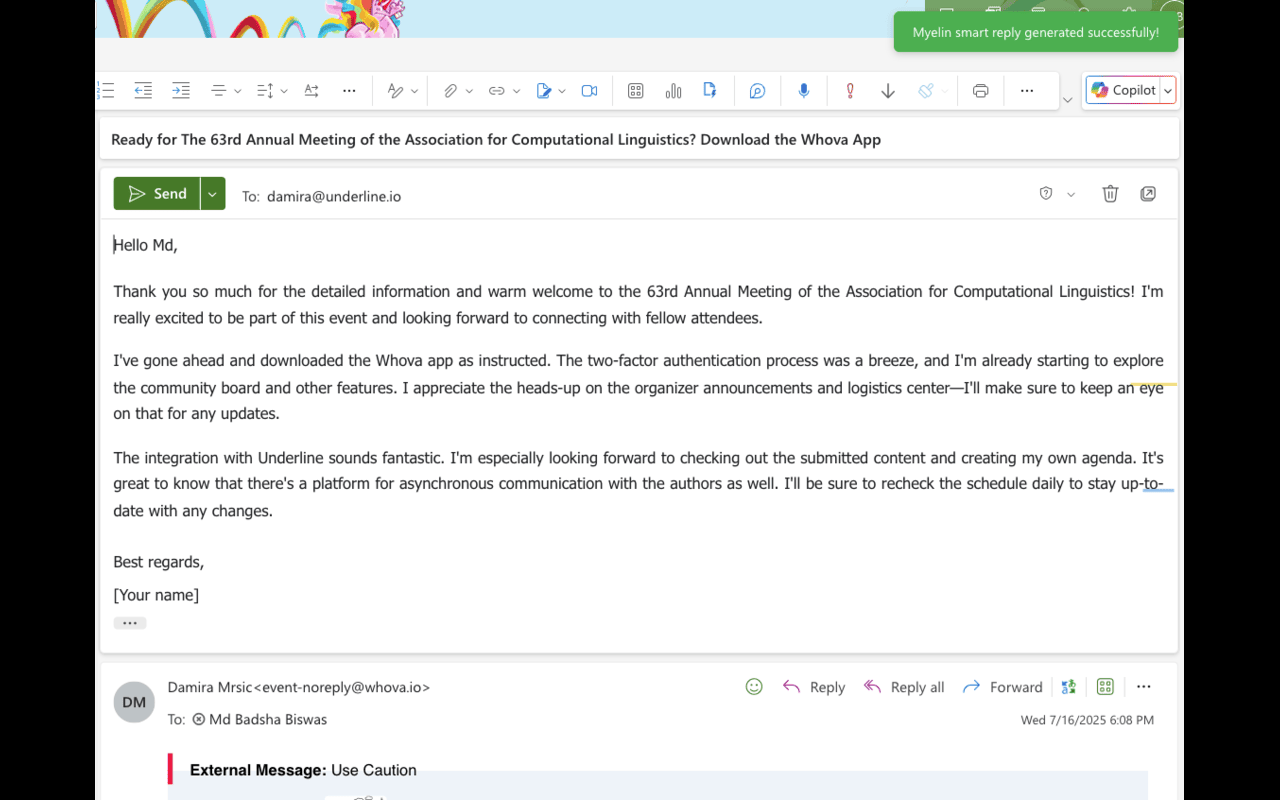 Myelin smart reply generated successfully!
Copilot
Ready for The 63rd Annual Meeting of the Association for Computational Linguistics? Download the Whova App
Send To: damira@underline.io
Hello Md,
Thank you so much for the detailed information and warm welcome to the 63rd Annual Meeting of the Association for Computational Linguistics! I'm
really excited to be part of this event and looking forward to connecting with fellow attendees.
I've gone ahead and downloaded the Whova app as instructed. The two-factor authentication process was a breeze, and I'm already starting to explore
the community board and other features. I appreciate the heads-up on the organizer announcements and logistics center—I'll make sure to keep an eye
on that for any updates.
The integration with Underline sounds fantastic. I'm especially looking forward to checking out the submitted content and creating my own agenda. It's
great to know that there's a platform for asynchronous communication with the authors as well. I'll be sure to recheck the schedule daily to stay up-to-
date with any changes.
Best regards,
[Your name]
DM Damira Mrsic<event-noreply@whova.io> Reply Reply all Forward
To: Md Badsha Biswas Wed 7/16/2025 6:08 PM
External Message: Use Caution